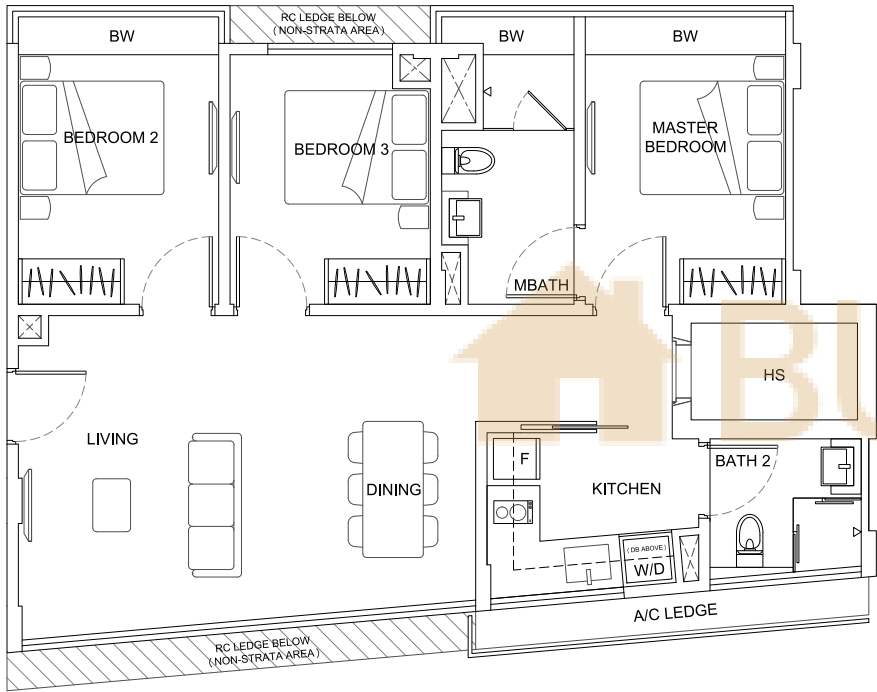 RC LEDGE BELOW
( NON-STRATA AREA )
BW
BW
BW
BEDROOM 2
BEDROOM 3
MASTER
BEDROOM
MBATH
HS
LIVING
DINING
F
KITCHEN
BATH 2
( DB ABOVE )
W/D
A/C LEDGE
RC LEDGE BELOW
( NON-STRATA AREA )